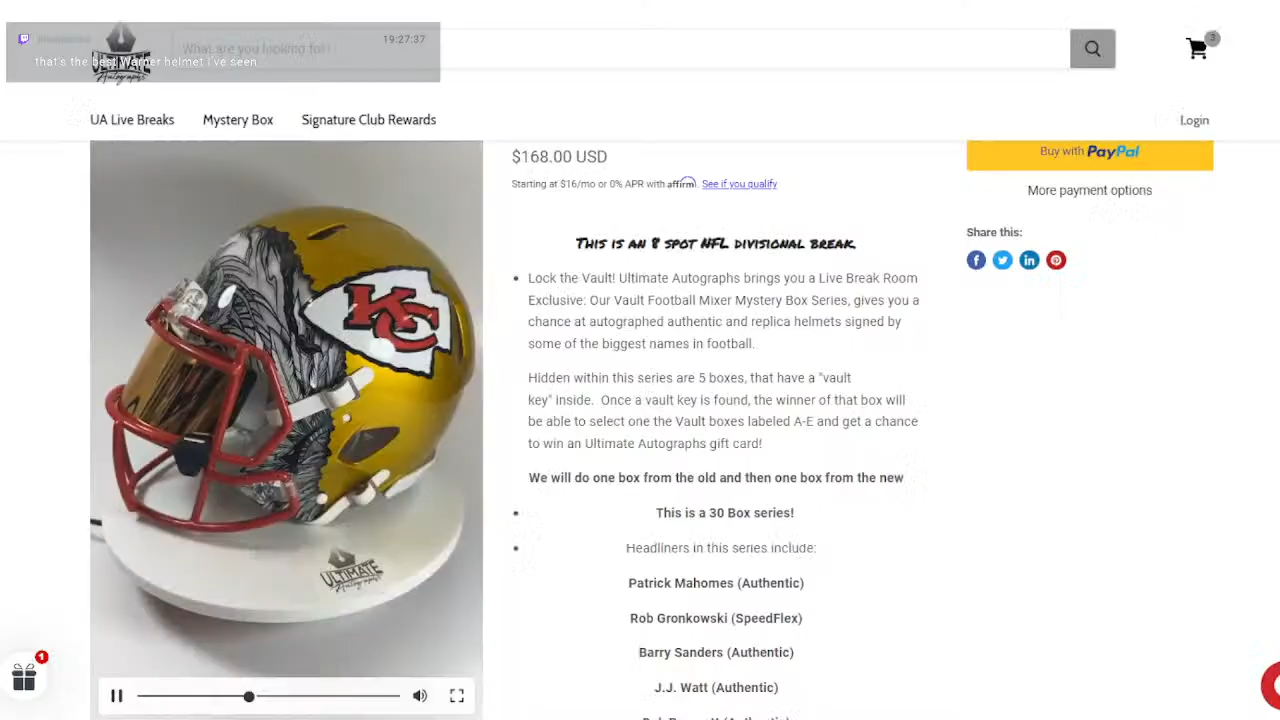 19:27:37
What are you looking for?
that's the best Warner helmet I've seen
ULTIMATE
Autographs
3
UA Live Breaks
Mystery Box
Signature Club Rewards
Login
$168.00 USD
Starting at $16/mo or 0% APR with affirm. See if you qualify
Buy with PayPal
More payment options
Share this:
THIS IS AN 8 SPOT NFL DIVISIONAL BREAK.
Lock the Vault! Ultimate Autographs brings you a Live Break Room
Exclusive: Our Vault Football Mixer Mystery Box Series, gives you a
chance at autographed authentic and replica helmets signed by
some of the biggest names in football.
Hidden within this series are 5 boxes, that have a "vault
key" inside. Once a vault key is found, the winner of that box will
be able to select one the Vault boxes labeled A-E and get a chance
to win an Ultimate Autographs gift card!
We will do one box from the old and then one box from the new
This is a 30 Box series!
Headliners in this series include:
Patrick Mahomes (Authentic)
Rob Gronkowski (SpeedFlex)
Barry Sanders (Authentic)
J.J. Watt (Authentic)
KC
ULTIMATE
Autographs
1